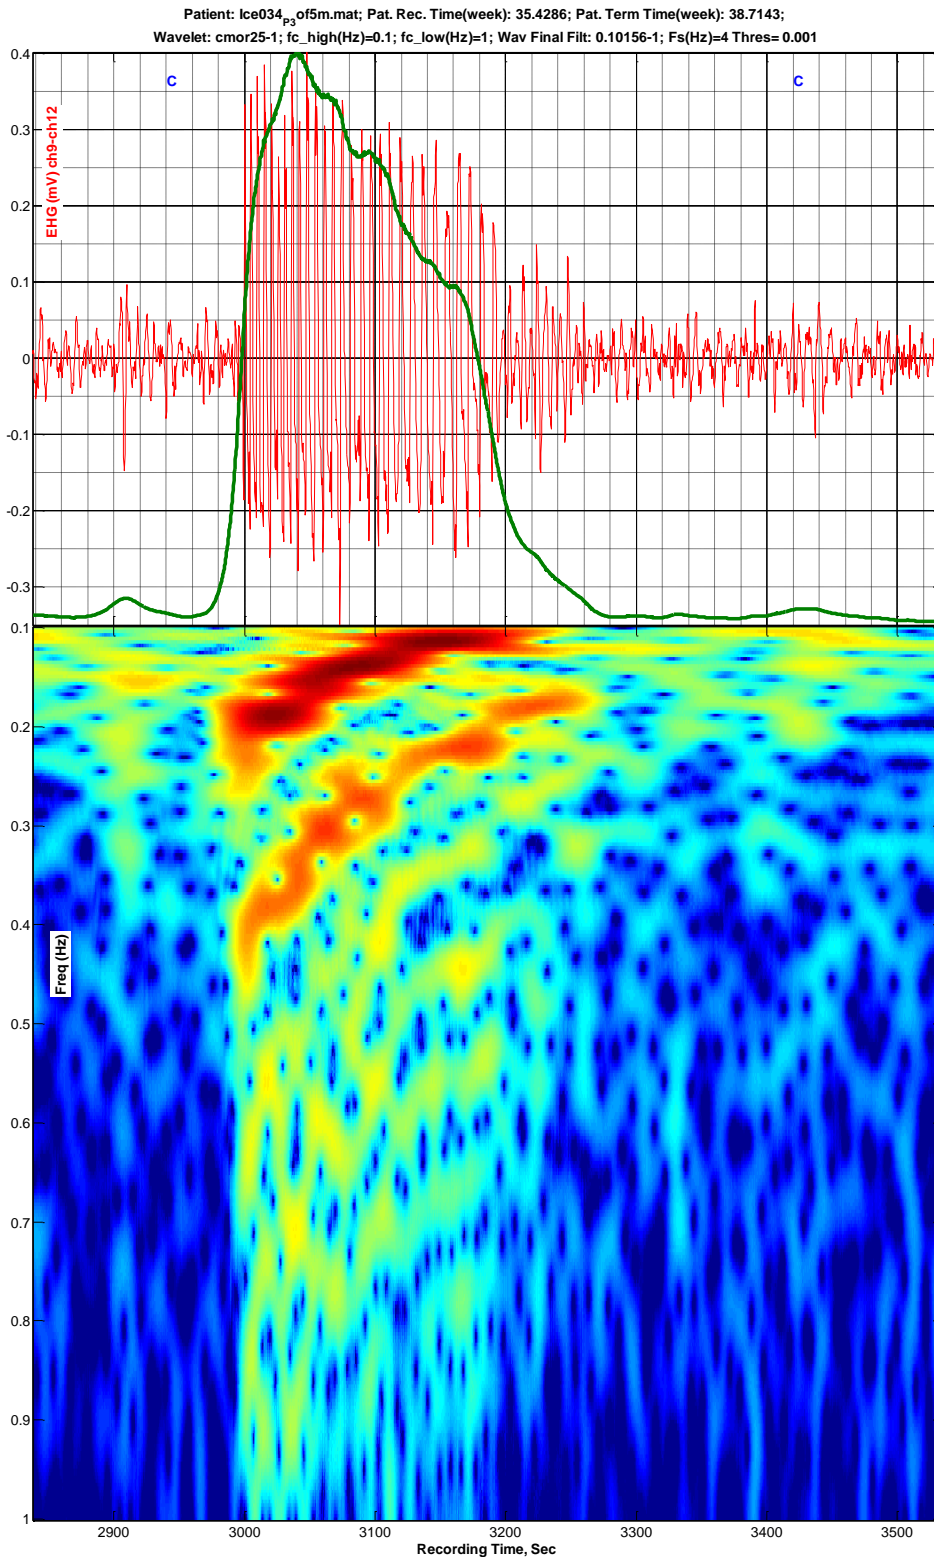 Patient: Ice034_P3of5m.mat; Pat. Rec. Time(week): 35.4286; Pat. Term Time(week): 38.7143;
Wavelet: cmor25-1; fc_high(Hz)=0.1; fc_low(Hz)=1; Wav Final Filt: 0.10156-1; Fs(Hz)=4 Thres= 0.001
0.4
C
C
EHG (mV) ch9-ch12
0.3
0.2
0.1
0
-0.1
-0.2
-0.3
0.1
0.2
0.3
0.4
Freq (Hz)
0.5
0.6
0.7
0.8
0.9
1
2900 3000 3100 3200 3300 3400 3500
Recording Time, Sec